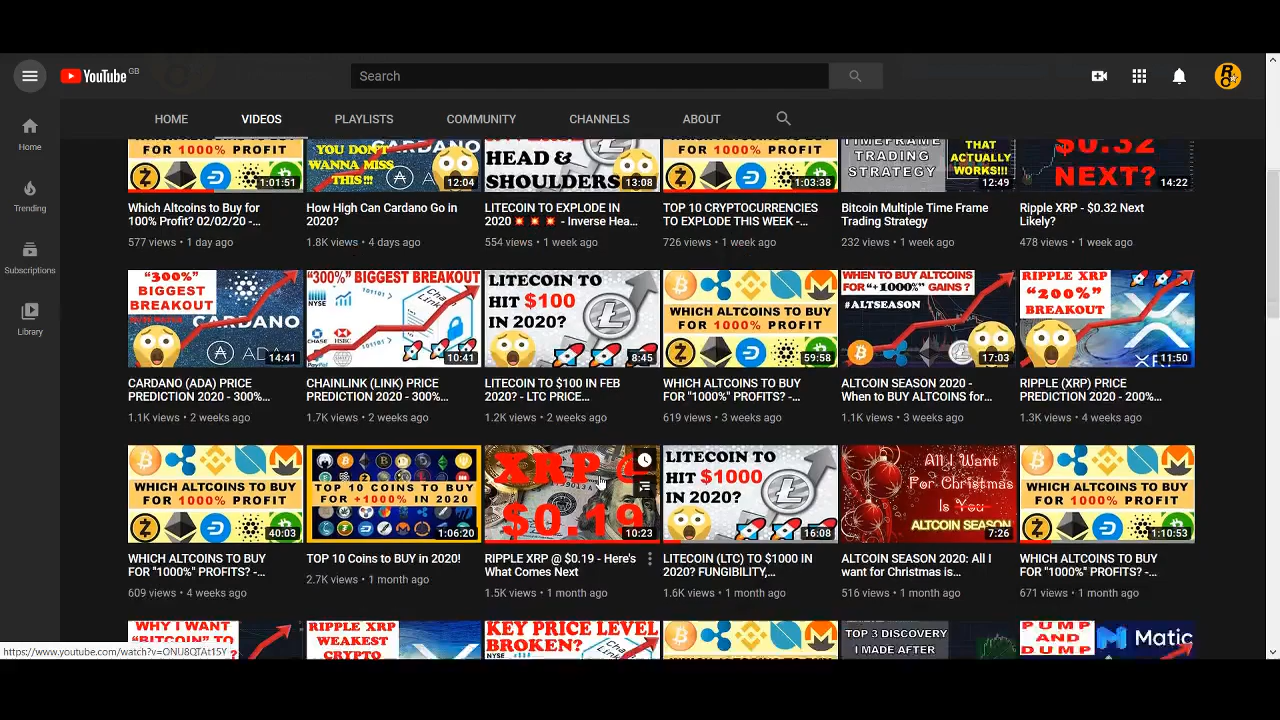 YouTube GB
Search
HOME VIDEOS PLAYLISTS COMMUNITY CHANNELS ABOUT
Home
Trending
Subscriptions
Library
FOR 1000% PROFIT
1:01:51
YOU DON'T
WANNA MISS
THIS!!!
CARDANO
12:04
HEAD &
SHOULDERS
13:08
FOR 1000% PROFIT
1:03:38
TIMEFRAME
TRADING
STRATEGY
THAT
ACTUALLY
WORKS!!!
12:49
$0.32
NEXT?
14:22
Which Altcoins to Buy for
100% Profit? 02/02/20 -...
577 views • 1 day ago
How High Can Cardano Go in
2020?
1.8K views • 4 days ago
LITECOIN TO EXPLODE IN
2020 💥 💥 💥 - Inverse Hea...
554 views • 1 week ago
TOP 10 CRYPTOCURRENCIES
TO EXPLODE THIS WEEK -...
726 views • 1 week ago
Bitcoin Multiple Time Frame
Trading Strategy
232 views • 1 week ago
Ripple XRP - $0.32 Next
Likely?
478 views • 1 week ago
"300%"
BIGGEST
BREAKOUT
CARDANO
ADA
14:41
"300%" BIGGEST BREAKOUT
NYSE
101101>
Chain
CHASE
HSBC
PayPal
101101>
10:41
LITECOIN TO
HIT $100
IN 2020?
8:45
WHICH ALTCOINS TO BUY
FOR 1000% PROFIT
59:58
WHEN TO BUY ALTCOINS
FOR "+1000%" GAINS ?
#ALTSEASON
17:03
RIPPLE XRP
"200%"
BREAKOUT
11:50
CARDANO (ADA) PRICE
PREDICTION 2020 - 300%...
1.1K views • 2 weeks ago
CHAINLINK (LINK) PRICE
PREDICTION 2020 - 300%...
1.7K views • 2 weeks ago
LITECOIN TO $100 IN FEB
2020? - LTC PRICE...
1.2K views • 2 weeks ago
WHICH ALTCOINS TO BUY
FOR "1000%" PROFITS? -...
619 views • 3 weeks ago
ALTCOIN SEASON 2020 -
When to BUY ALTCOINS for...
1.1K views • 3 weeks ago
RIPPLE (XRP) PRICE
PREDICTION 2020 - 200%...
1.3K views • 4 weeks ago
WHICH ALTCOINS TO BUY
FOR 1000% PROFIT
40:03
TOP 10 COINS TO BUY
FOR +1000% IN 2020
1:06:20
XRP @
$0.19
10:23
LITECOIN TO
HIT $1000
IN 2020?
16:08
All I Want
For Christmas
Is You
ALTCOIN SEASON
7:26
WHICH ALTCOINS TO BUY
FOR 1000% PROFIT
1:10:53
WHICH ALTCOINS TO BUY
FOR "1000%" PROFITS? -...
609 views • 4 weeks ago
TOP 10 Coins to BUY in 2020!
2.7K views • 1 month ago
RIPPLE XRP @ $0.19 - Here's
What Comes Next
1.5K views • 1 month ago
LITECOIN (LTC) TO $1000 IN
2020? FUNGIBILITY,...
1.6K views • 1 month ago
ALTCOIN SEASON 2020: All I
want for Christmas is...
516 views • 1 month ago
WHICH ALTCOINS TO BUY
FOR "1000%" PROFITS? -...
671 views • 1 month ago
WHY I WANT
"BITCOIN" TO
RIPPLE XRP
WEAKEST
CRYPTO
KEY PRICE LEVEL
BROKEN?
NYSE
WHICH ALTCOINS TO BUY
TOP 3 DISCOVERY
I MADE AFTER
PUMP
AND
DUMP
Matic
https://www.youtube.com/watch?v=ONU8QTAt15Y